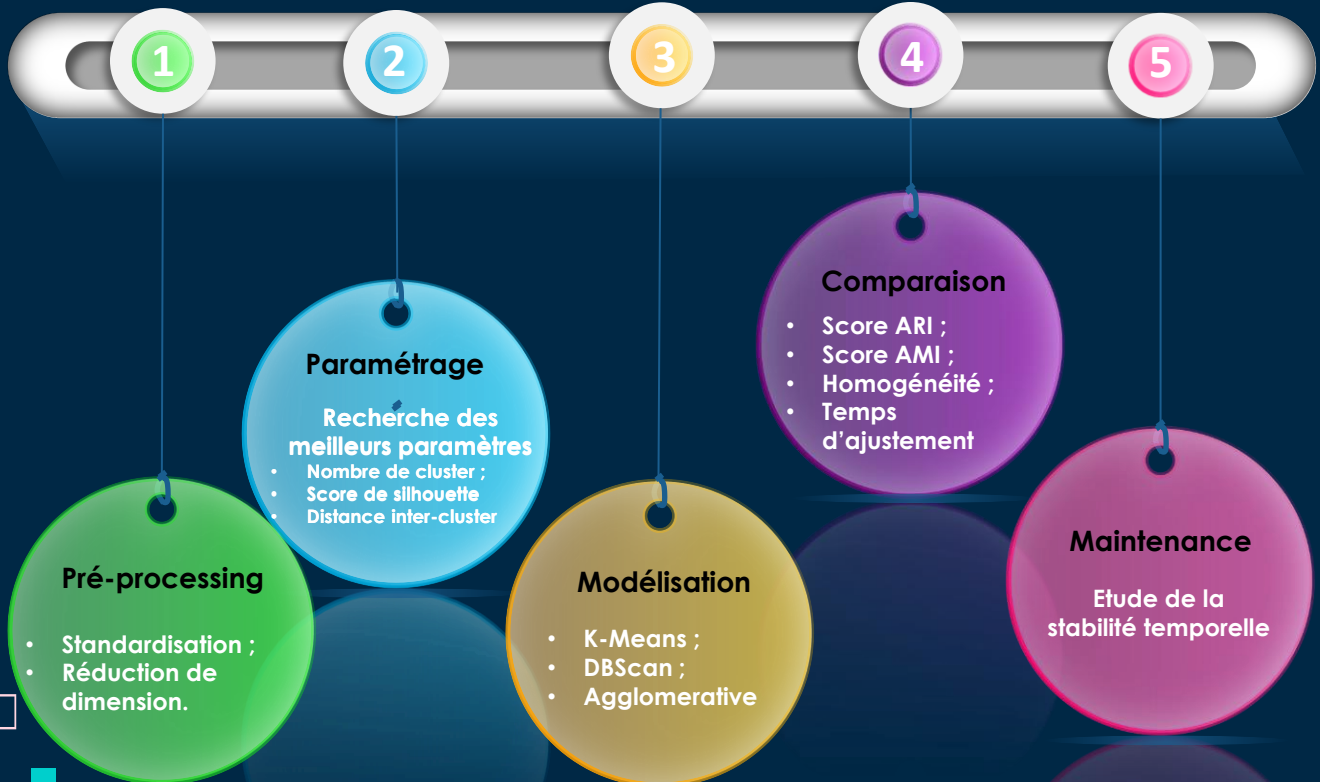 1
2
3
4
5
Pré-processing
• Standardisation ;
• Réduction de
dimension.
Paramétrage
Recherche des
meilleurs paramètres
• Nombre de cluster ;
• Score de silhouette
• Distance inter-cluster
Modélisation
• K-Means ;
• DBScan ;
• Agglomerative
Comparaison
• Score ARI ;
• Score AMI ;
• Homogénéité ;
• Temps
d’ajustement
Maintenance
Etude de la
stabilité temporelle